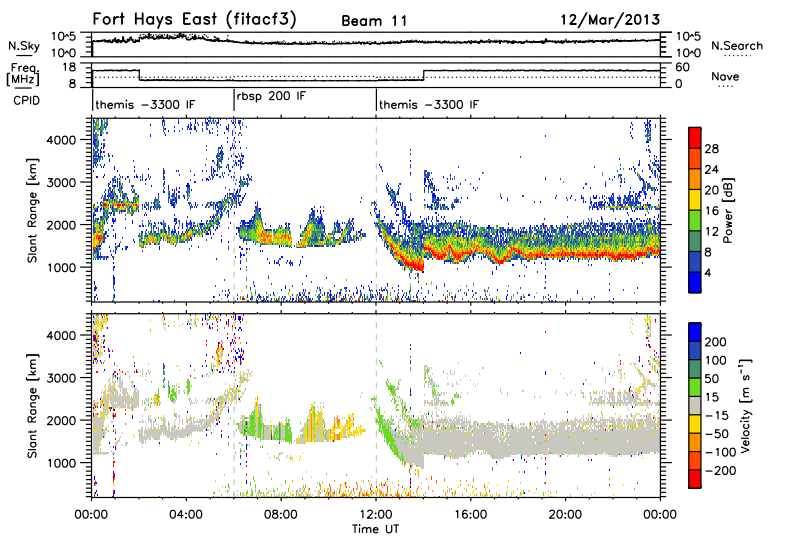 Fort Hays East (fitacf3) Beam 11 12/Mar/2013
N.Sky 10^5 10^0 10^5 10^0 N.Search
Freq. [MHz] 18 8 60 0 Nave
CPID themis -3300 IF rbsp 200 IF themis -3300 IF
Slant Range [km] 4000 3000 2000 1000
28 24 20 16 12 8 4 Power [dB]
Slant Range [km] 4000 3000 2000 1000
200 100 50 15 -15 -50 -100 -200 Velocity [m s⁻¹]
00:00 04:00 08:00 12:00 16:00 20:00 00:00
Time UT